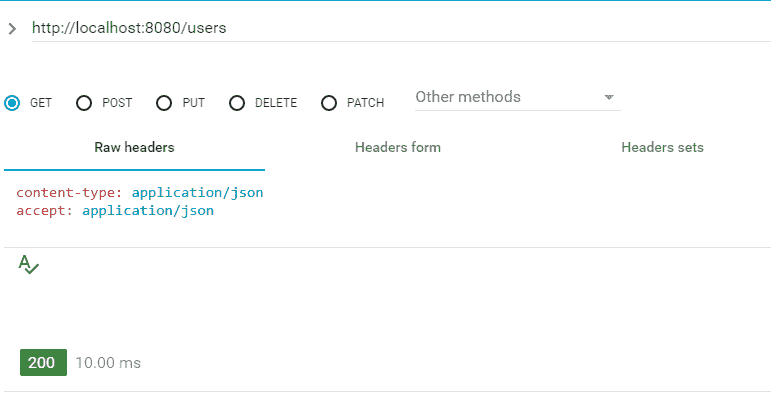 http://localhost:8080/users
GET POST PUT DELETE PATCH Other methods
Raw headers Headers form Headers sets
content-type: application/json
accept: application/json
A
200 10.00 ms